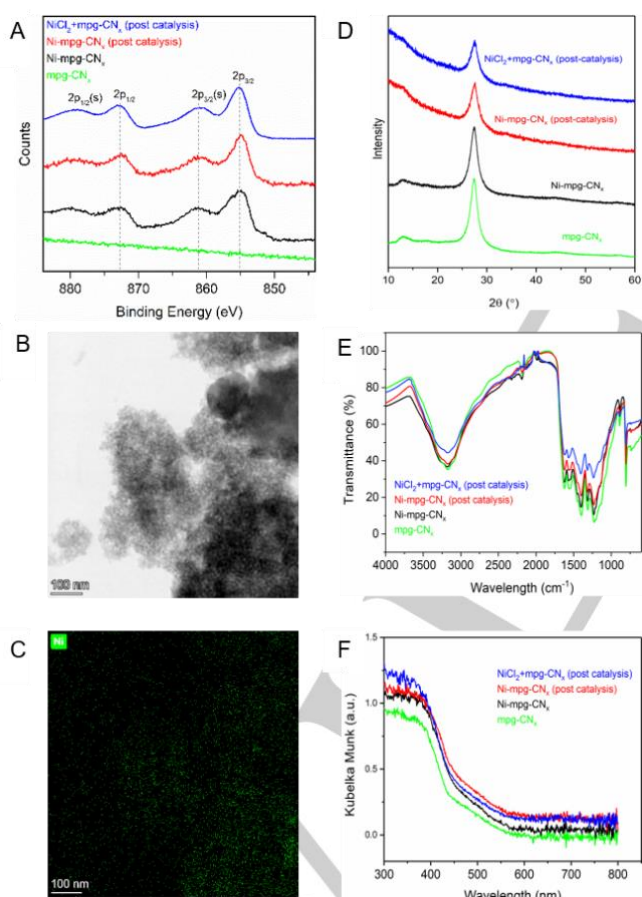 A
NiCl2+mpg-CNx (post catalysis)
Ni-mpg-CNx (post catalysis)
Ni-mpg-CNx
mpg-CNx
2p3/2
2p1/2(s) 2p1/2 2p3/2(s)
Counts
880 870 860 850
Binding Energy (eV)
B
100 nm
C
Ni
100 nm
D
NiCl2+mpg-CNx (post-catalysis)
Ni-mpg-CNx (post-catalysis)
Ni-mpg-CNx
mpg-CNx
Intensity
10 20 30 40 50 60
2θ (°)
E
100
80
60
40
20
0
Transmittance (%)
NiCl2+mpg-CNx (post catalysis)
Ni-mpg-CNx (post catalysis)
Ni-mpg-CNx
mpg-CNx
4000 3500 3000 2500 2000 1500 1000
Wavelength (cm-1)
F
1.5
1.0
0.5
0.0
Kubelka Munk (a.u.)
NiCl2+mpg-CNx (post catalysis)
Ni-mpg-CNx (post catalysis)
Ni-mpg-CNx
mpg-CNx
300 400 500 600 700 800
Wavelength (nm)